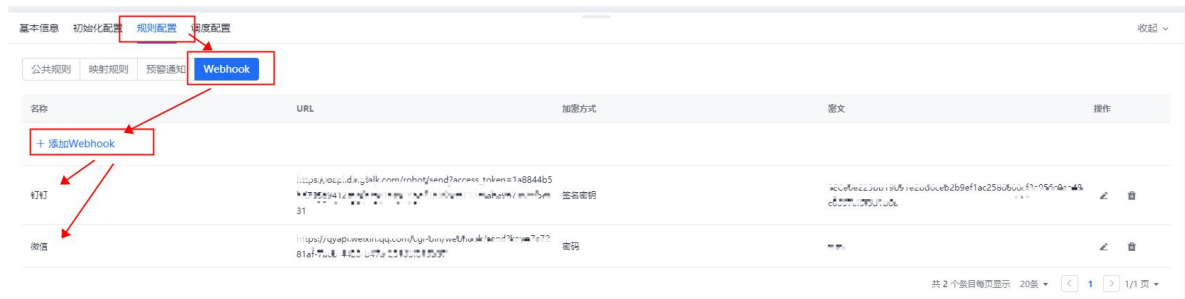 基本信息 初始化配置 规则配置 调度配置 收起
公共规则 映射规则 预警通知 Webhook
名称 URL 加密方式 密文 操作
+ 添加Webhook
钉钉 签名密钥
31
微信 密码
共 2 个条目每页显示 20条 1 1/1 页